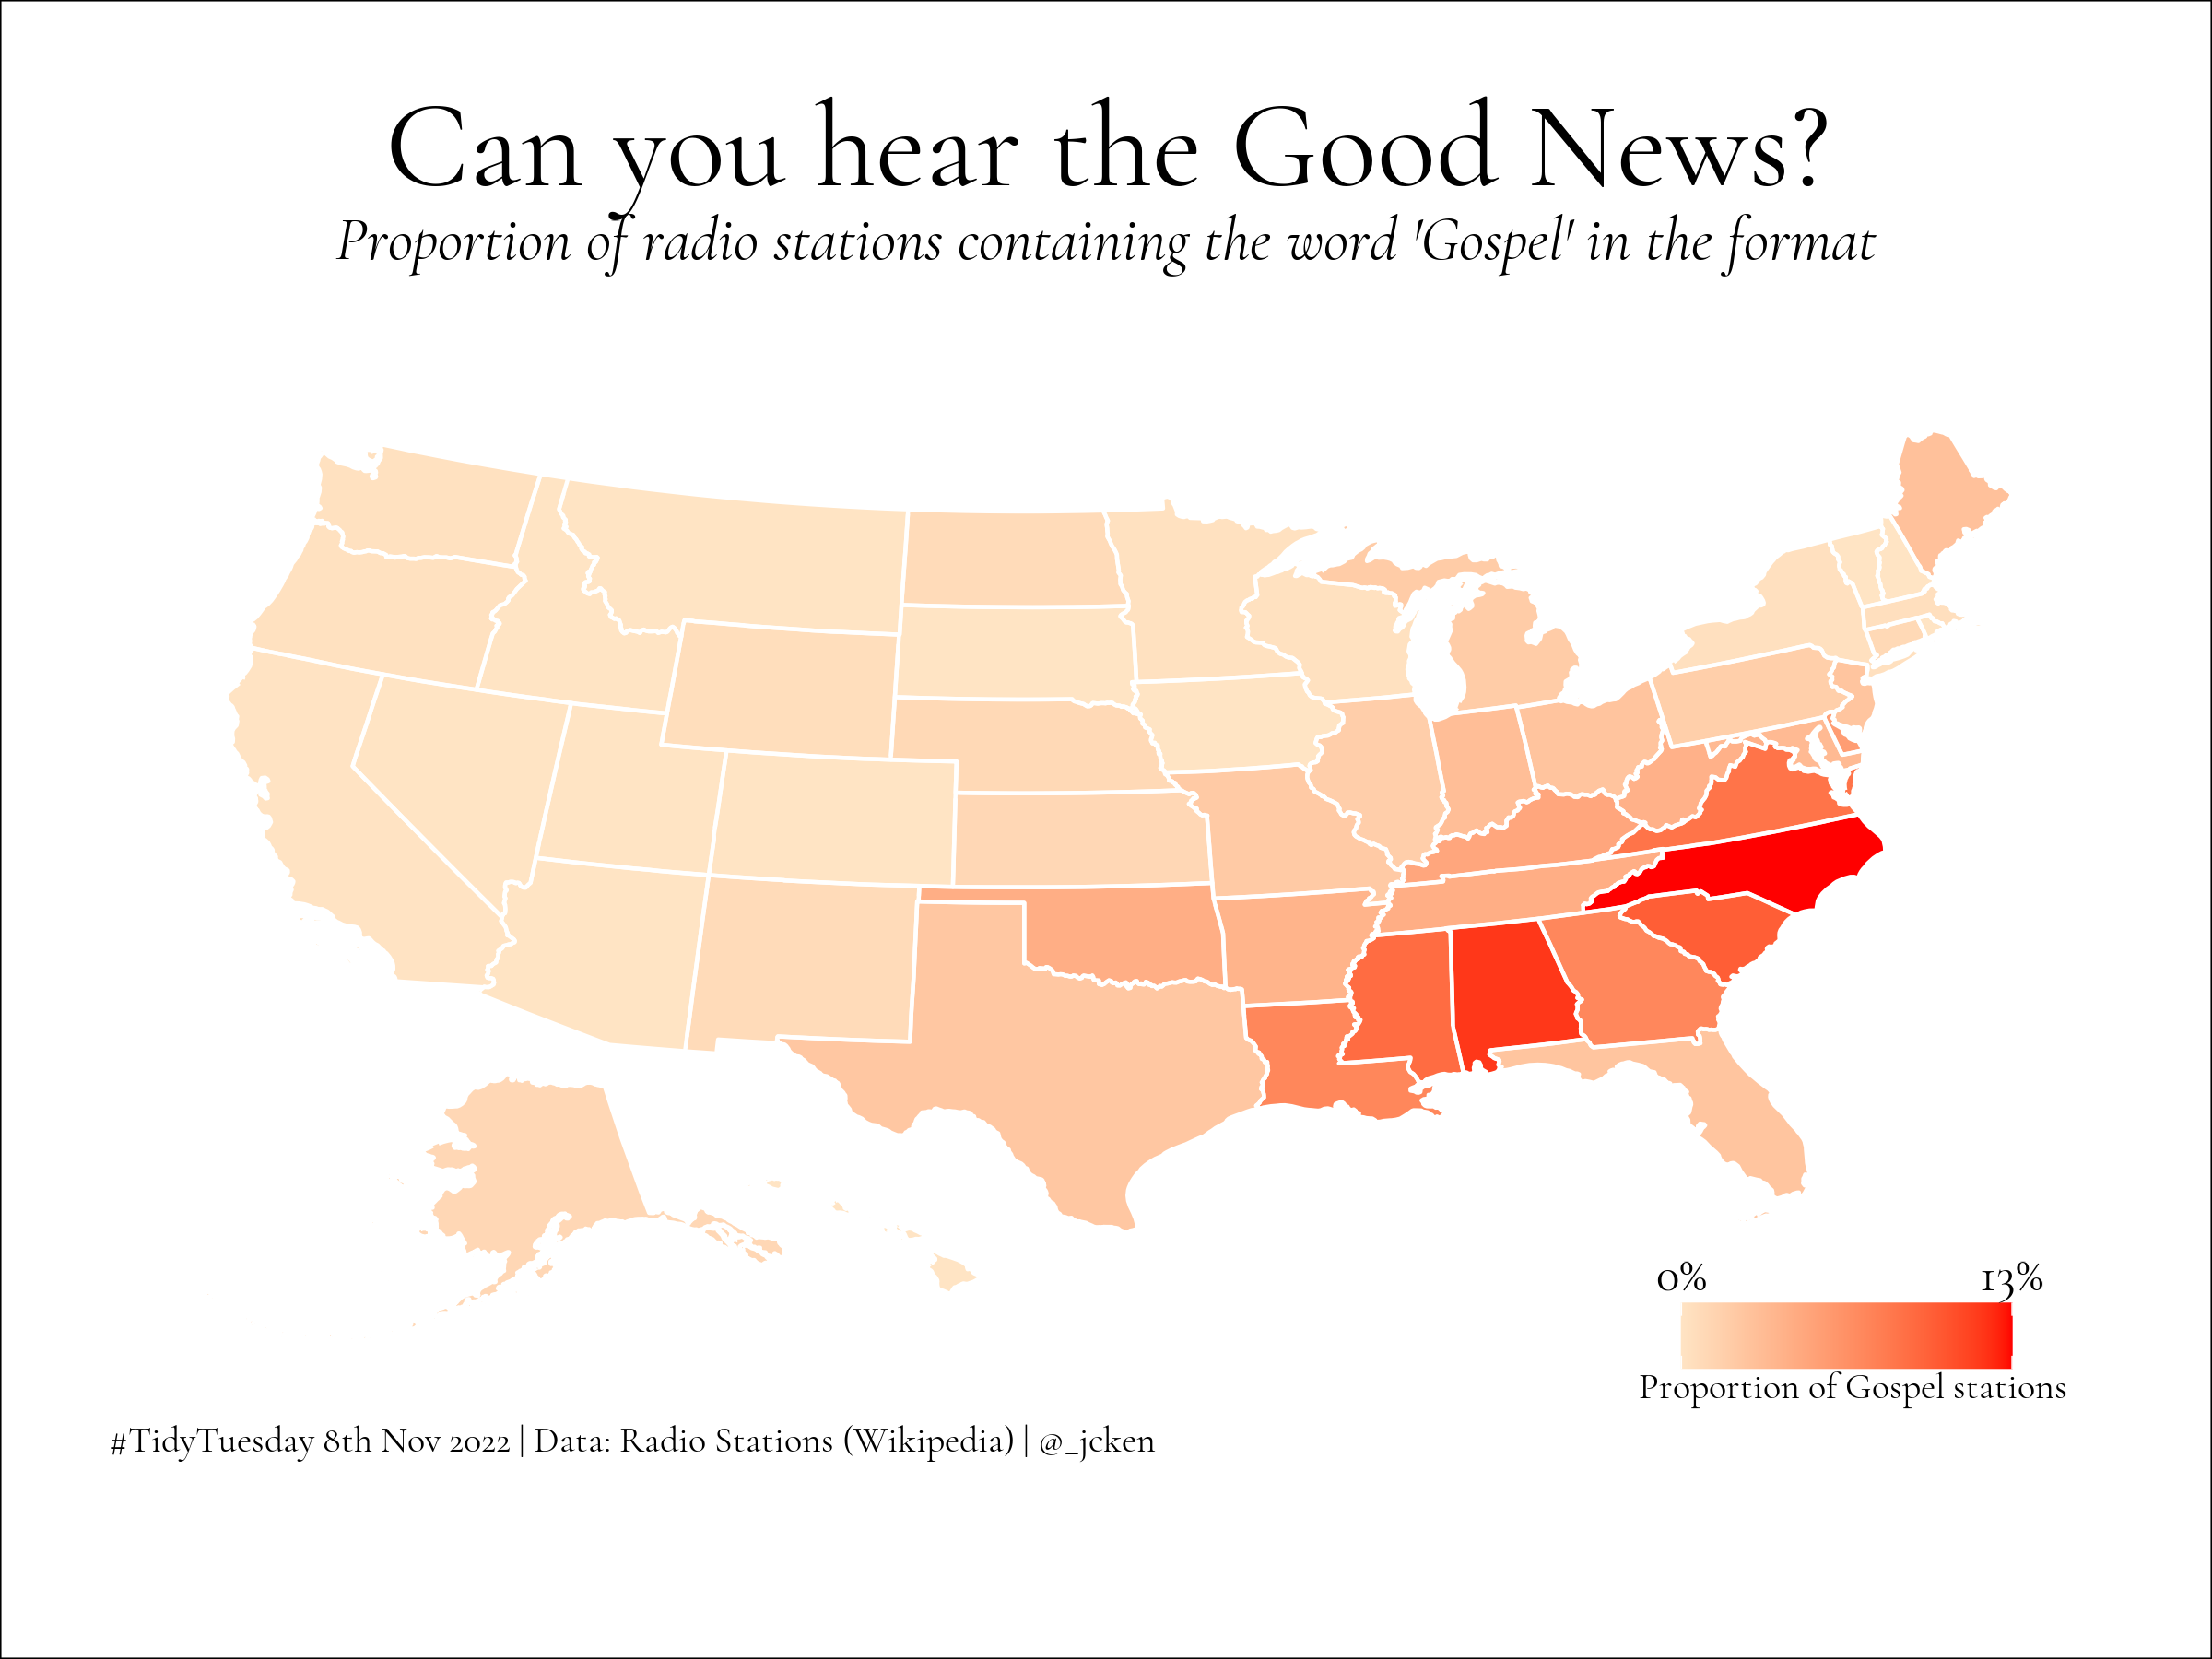 Can you hear the Good News?
Proportion of radio stations containing the word 'Gospel' in the format
0% 13%
Proportion of Gospel stations
#TidyTuesday 8th Nov 2022 | Data: Radio Stations (Wikipedia) | @_jcken